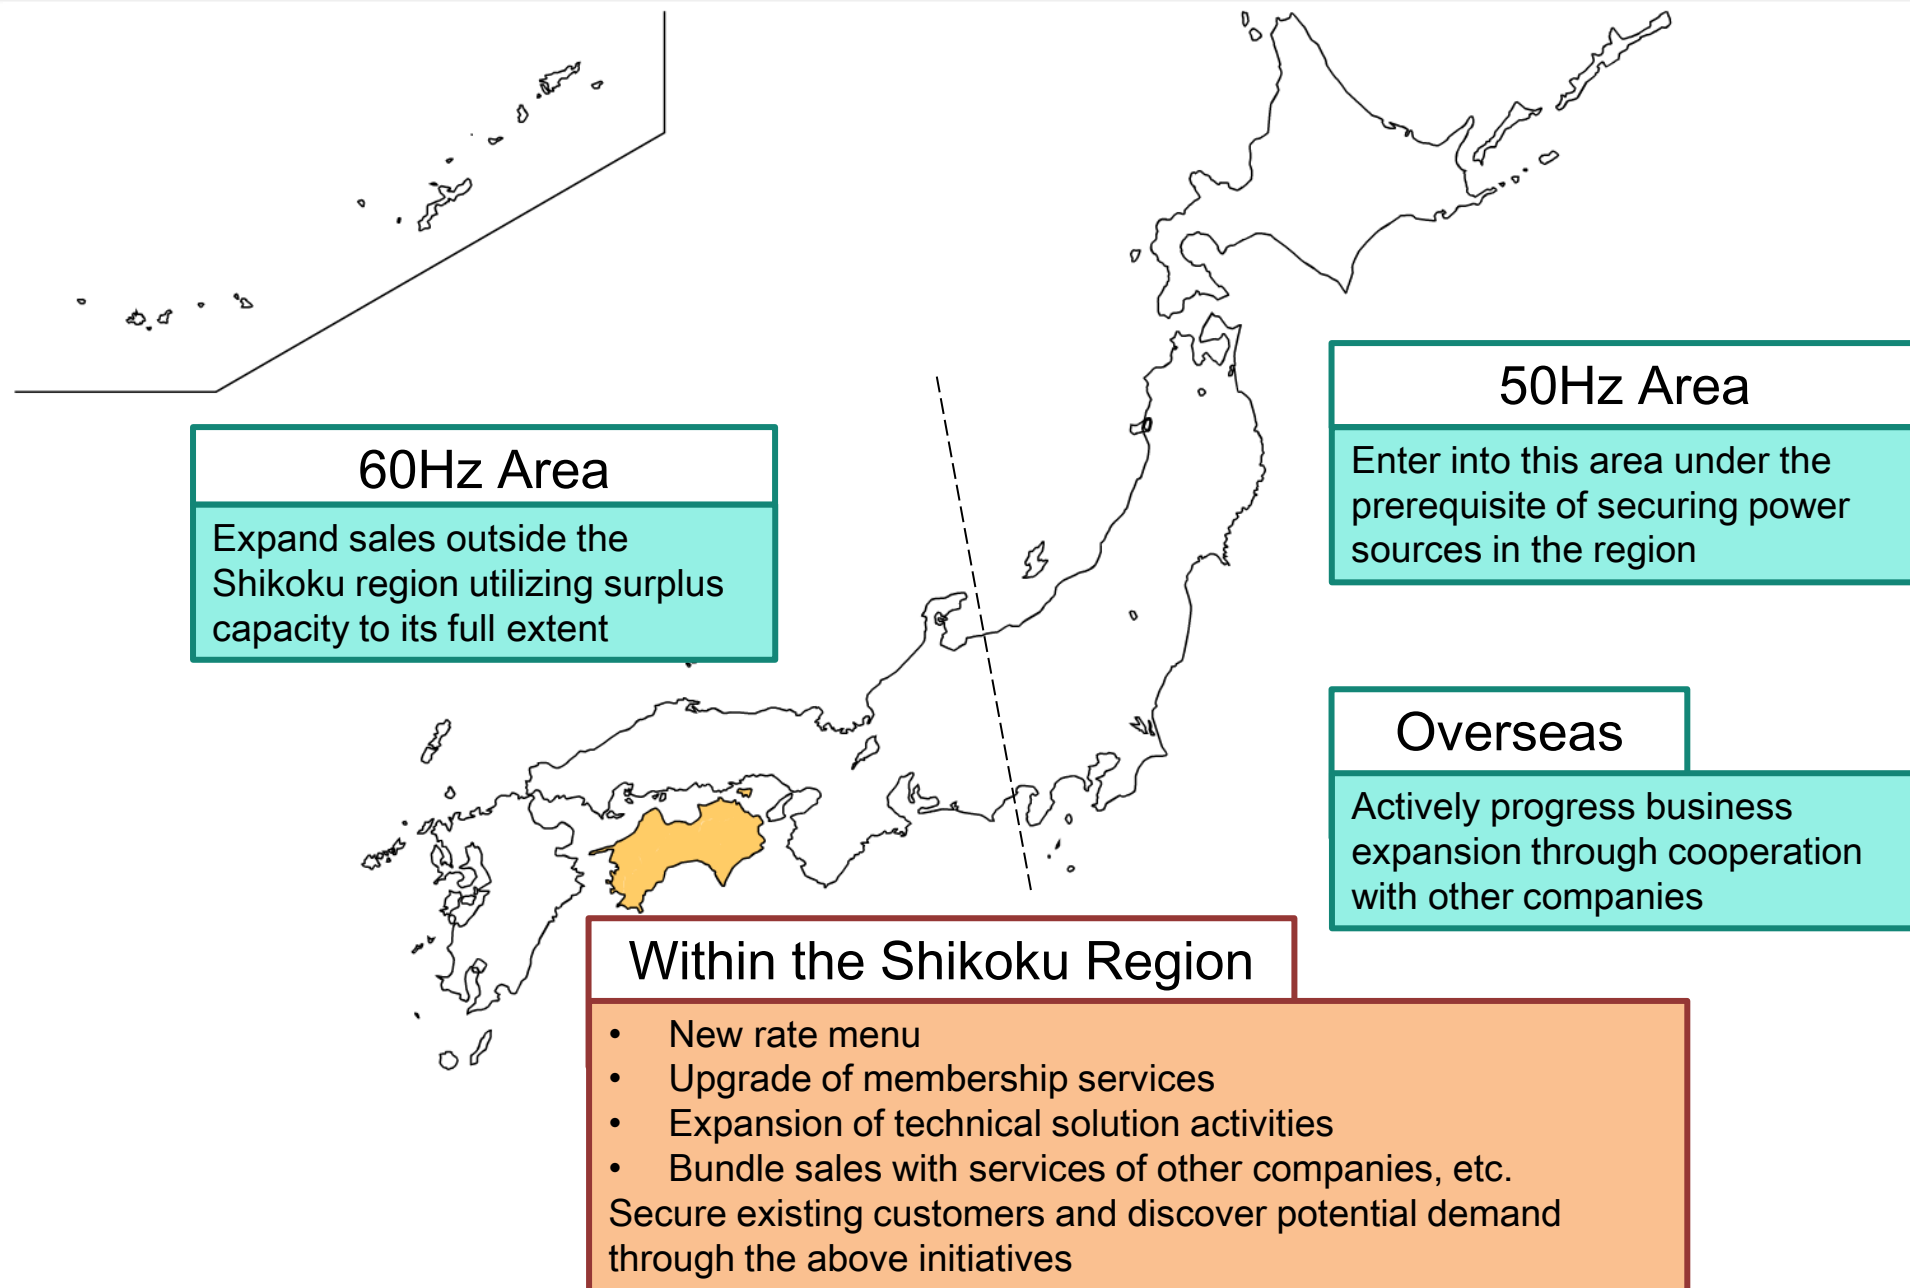 60Hz Area
Expand sales outside the
Shikoku region utilizing surplus
capacity to its full extent
50Hz Area
Enter into this area under the
prerequisite of securing power
sources in the region
Overseas
Actively progress business
expansion through cooperation
with other companies
Within the Shikoku Region
• New rate menu
• Upgrade of membership services
• Expansion of technical solution activities
• Bundle sales with services of other companies, etc.
Secure existing customers and discover potential demand
through the above initiatives